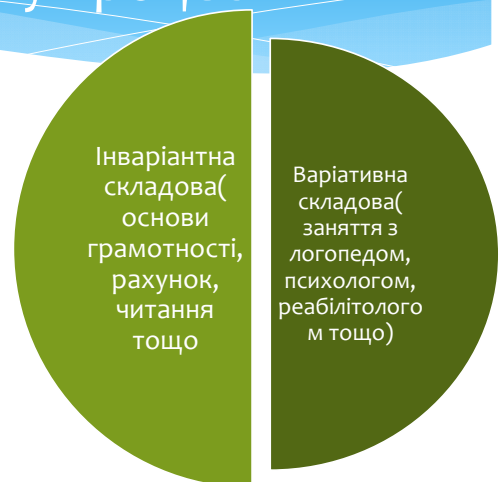 Інваріантна
складова(
основи
грамотності,
рахунок,
читання
тощо
Варіативна
складова(
заняття з
логопедом,
психологом,
реабілітолого
м тощо)